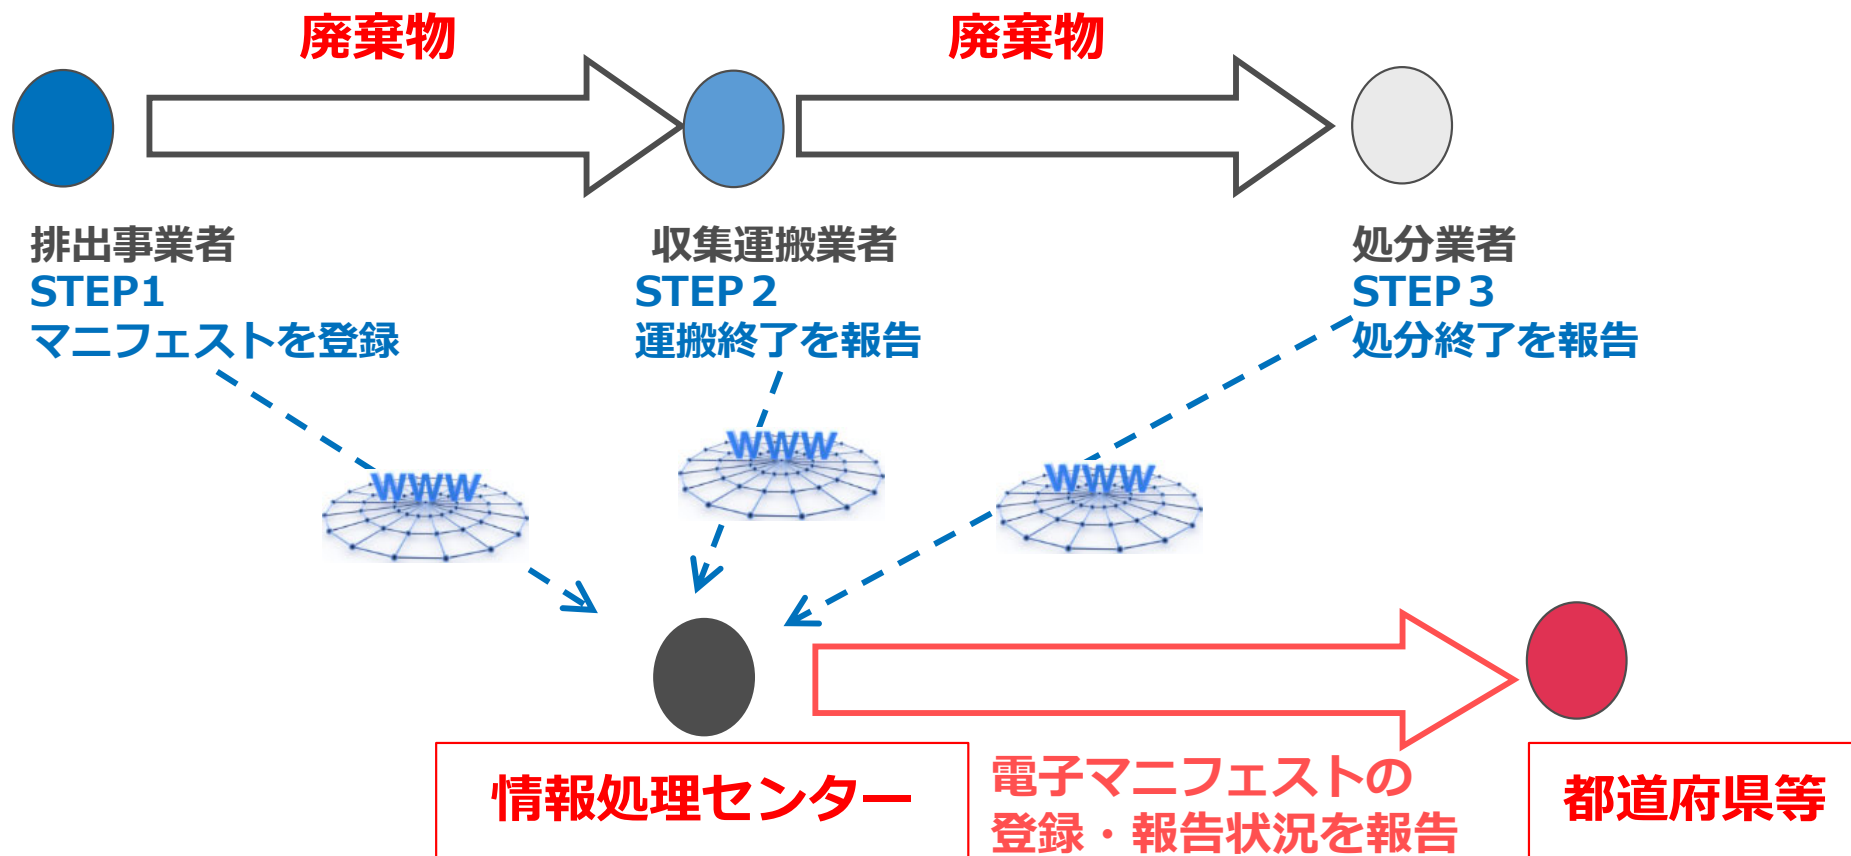 廃棄物
廃棄物
排出事業者
STEP1
マニフェストを登録
収集運搬業者
STEP２
運搬終了を報告
処分業者
STEP３
処分終了を報告
WWW
WWW
WWW
情報処理センター
電子マニフェストの
登録・報告状況を報告
都道府県等